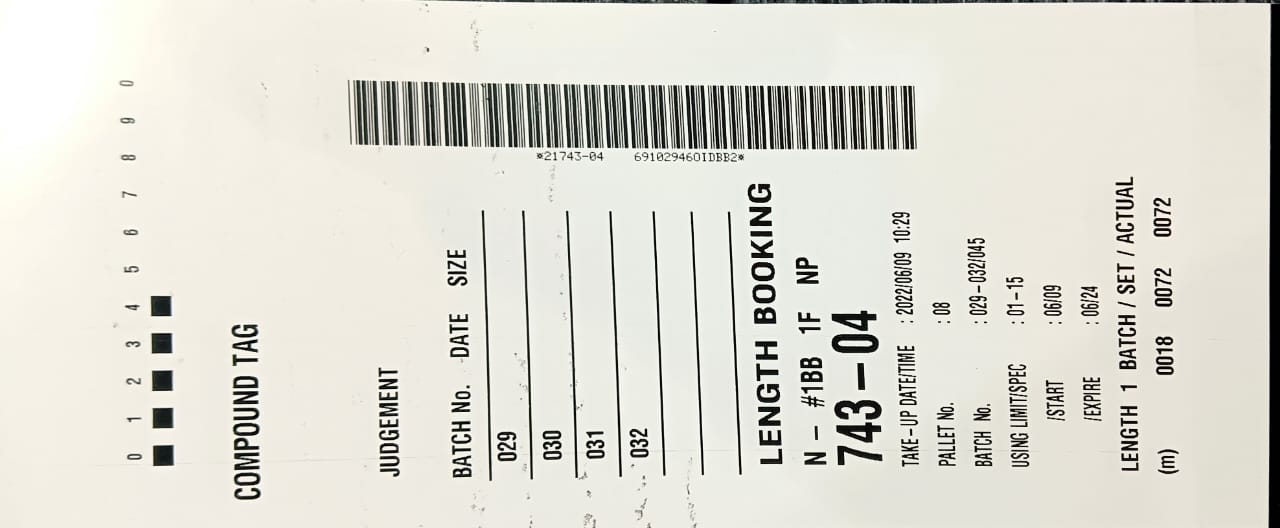 0 1 2 3 4 5 6 7 8 9 0
COMPOUND TAG
JUDGEMENT
BATCH No. DATE SIZE
029
030
031
032
*21743-04 6910294601DBB2*
LENGTH BOOKING
N - #1BB 1F NP
743-04
TAKE-UP DATE/TIME : 2022/06/09 10:29
PALLET No. : 08
BATCH No. : 029-032/045
USING LIMIT/SPEC : 01-15
/START : 06/09
/EXPIRE : 06/24
LENGTH 1 BATCH / SET / ACTUAL
(m) 0018 0072 0072